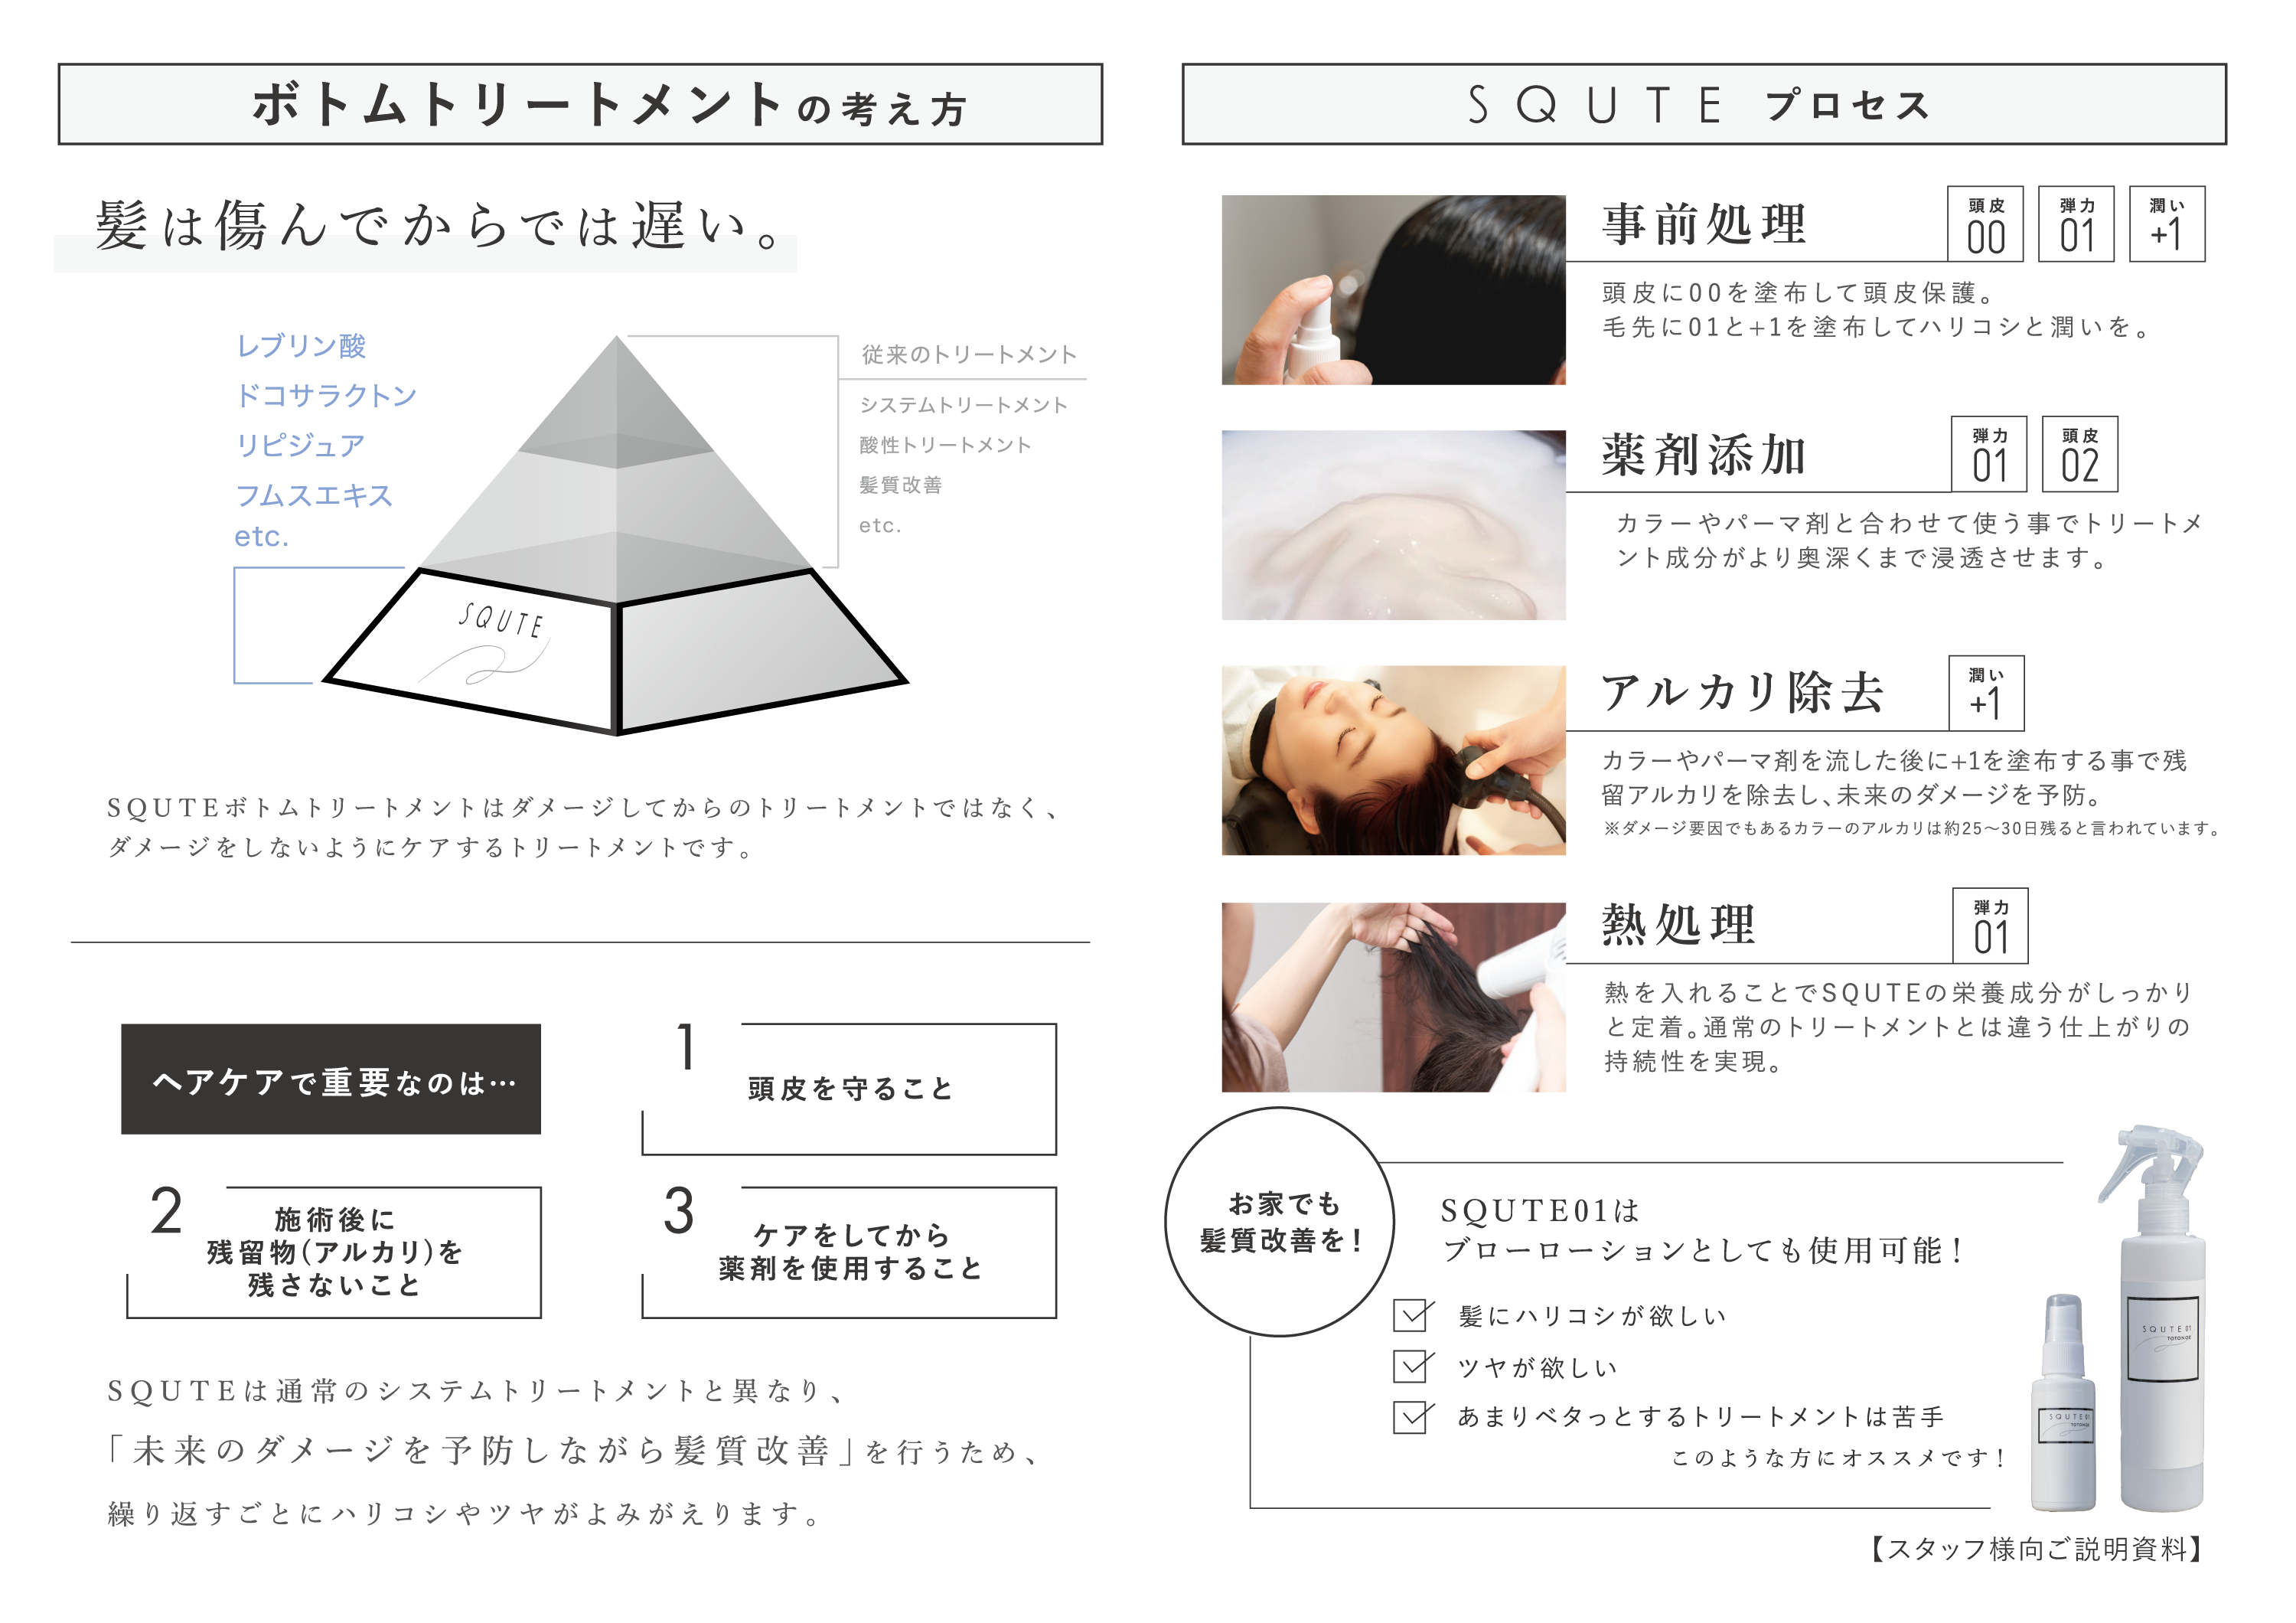 ボトムトリートメントの考え方
髪は傷んでからでは遅い。
レブリン酸
ドコサラクトン
リピジュア
フムスエキス
etc.
従来のトリートメント
システムトリートメント
酸性トリートメント
髪質改善
etc.
SQUTE
SQUTEボトムトリートメントはダメージしてからのトリートメントではなく、
ダメージをしないようにケアするトリートメントです。
ヘアケアで重要なのは…
1
頭皮を守ること
2
施術後に
残留物(アルカリ)を
残さないこと
3
ケアをしてから
薬剤を使用すること
SQUTEは通常のシステムトリートメントと異なり、
「未来のダメージを予防しながら髪質改善」を行うため、
繰り返すごとにハリコシやツヤがよみがえります。
SQUTE プロセス
事前処理
頭皮
00
弾力
01
潤い
+1
頭皮に00を塗布して頭皮保護。
毛先に01と+1を塗布してハリコシと潤いを。
薬剤添加
弾力
01
頭皮
02
カラーやパーマ剤と合わせて使う事でトリートメ
ント成分がより奥深くまで浸透させます。
アルカリ除去
潤い
+1
カラーやパーマ剤を流した後に+1を塗布する事で残
留アルカリを除去し、未来のダメージを予防。
※ダメージ要因でもあるカラーのアルカリは約25〜30日残ると言われています。
熱処理
弾力
01
熱を入れることでSQUTEの栄養成分がしっかり
と定着。通常のトリートメントとは違う仕上がりの
持続性を実現。
お家でも
髪質改善を!
SQUTE01は
ブローローションとしても使用可能!
髪にハリコシが欲しい
ツヤが欲しい
あまりベタっとするトリートメントは苦手
このような方にオススメです!
SQUTE01
TOTONOE
SQUTE01
TOTONOE
【スタッフ様向ご説明資料】